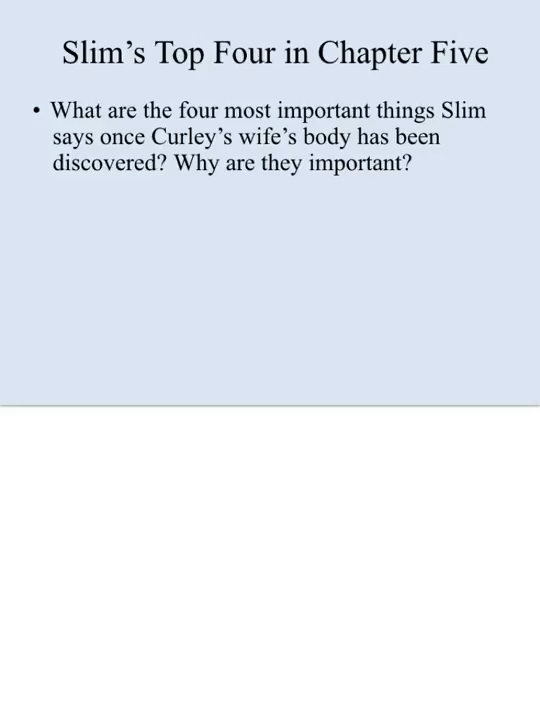 Slim’s Top Four in Chapter Five
• What are the four most important things Slim
says once Curley’s wife’s body has been
discovered? Why are they important?